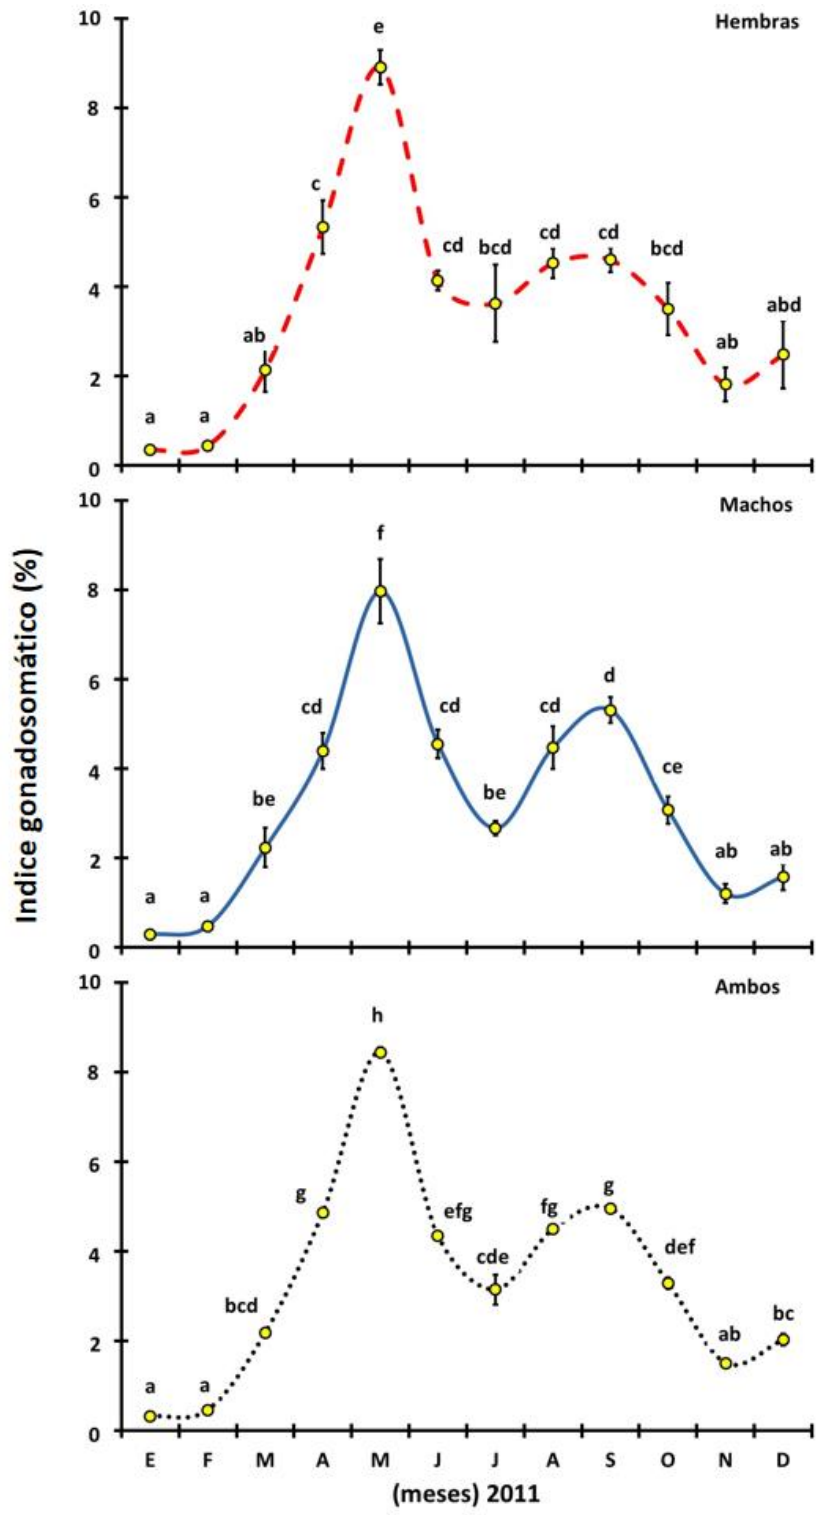 Hembras
10
8
6
4
2
0
a
a
ab
c
e
cd
bcd
cd
cd
bcd
ab
abd
Indice gonadosomático (%)
Machos
10
8
6
4
2
0
a
a
be
cd
f
cd
be
cd
d
ce
ab
ab
Ambos
10
8
6
4
2
0
a
a
bcd
g
h
efg
cde
fg
g
def
ab
bc
E F M A M J J A S O N D
(meses) 2011